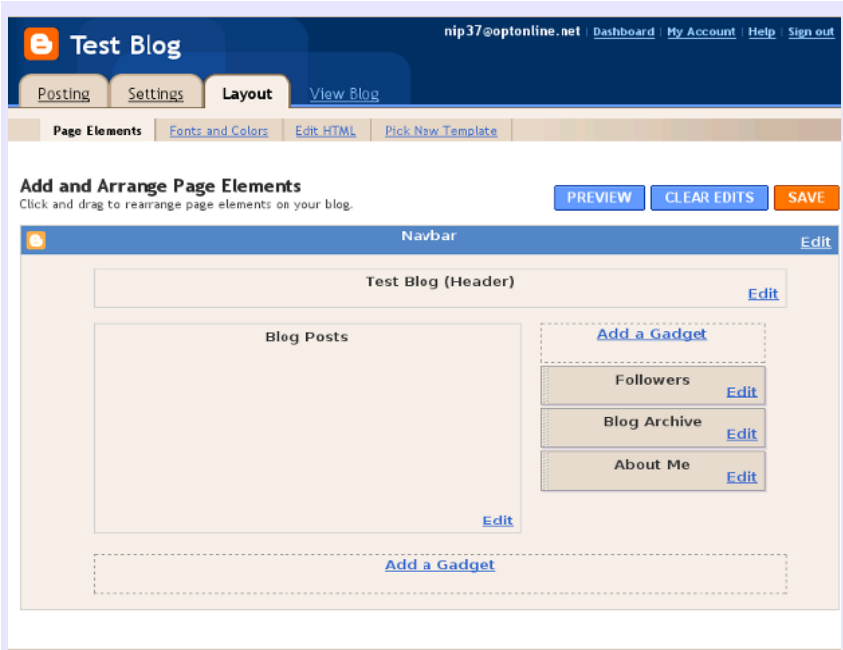 nip37@optonline.net | Dashboard | My Account | Help | Sign out
Test Blog
Posting Settings Layout View Blog
Page Elements Fonts and Colors Edit HTML Pick New Template
Add and Arrange Page Elements
Click and drag to rearrange page elements on your blog.
PREVIEW CLEAR EDITS SAVE
Navbar
Edit
Test Blog (Header)
Edit
Blog Posts
Edit
Add a Gadget
Followers
Edit
Blog Archive
Edit
About Me
Edit
Add a Gadget